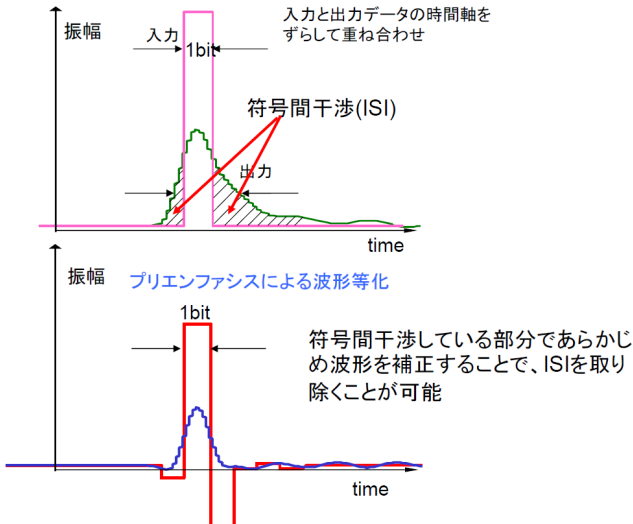 振幅
入力
1bit
入力と出力データの時間軸を
ずらして重ね合わせ
符号間干渉(ISI)
出力
time
振幅
プリエンファシスによる波形等化
1bit
符号間干渉している部分であらかじ
め波形を補正することで、ISIを取り
除くことが可能
time